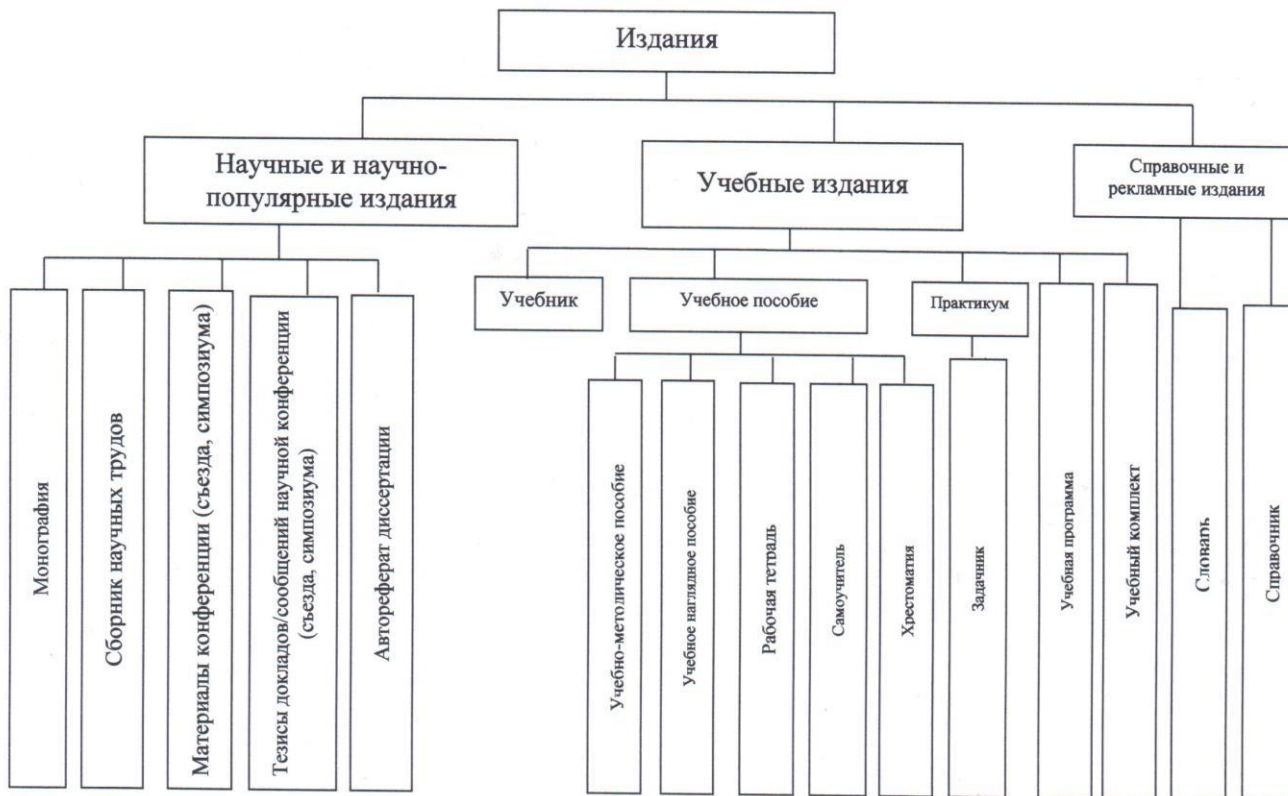 Издания
Научные и научно-
популярные издания
Учебные издания
Справочные и
рекламные издания
Учебник
Учебное пособие
Практикум
Монография
Сборник научных трудов
Материалы конференции (съезда, симпозиума)
Тезисы докладов/сообщений научной конференции
(съезда, симпозиума)
Автореферат диссертации
Учебно-методическое пособие
Учебное наглядное пособие
Рабочая тетрадь
Самоучитель
Хрестоматия
Задачник
Учебная программа
Учебный комплект
Словарь
Справочник